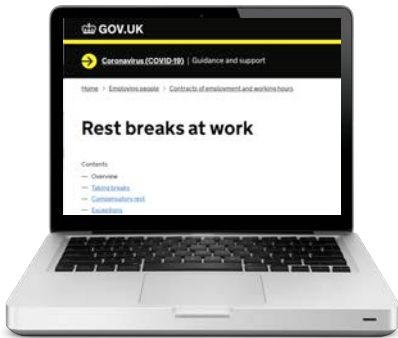 GOV.UK
Coronavirus (COVID-19) | Guidance and support
Home > Employing people > Contracts of employment and working hours
Rest breaks at work
Contents
— Overview
— Taking breaks
— Compensatory rest
— Exceptions